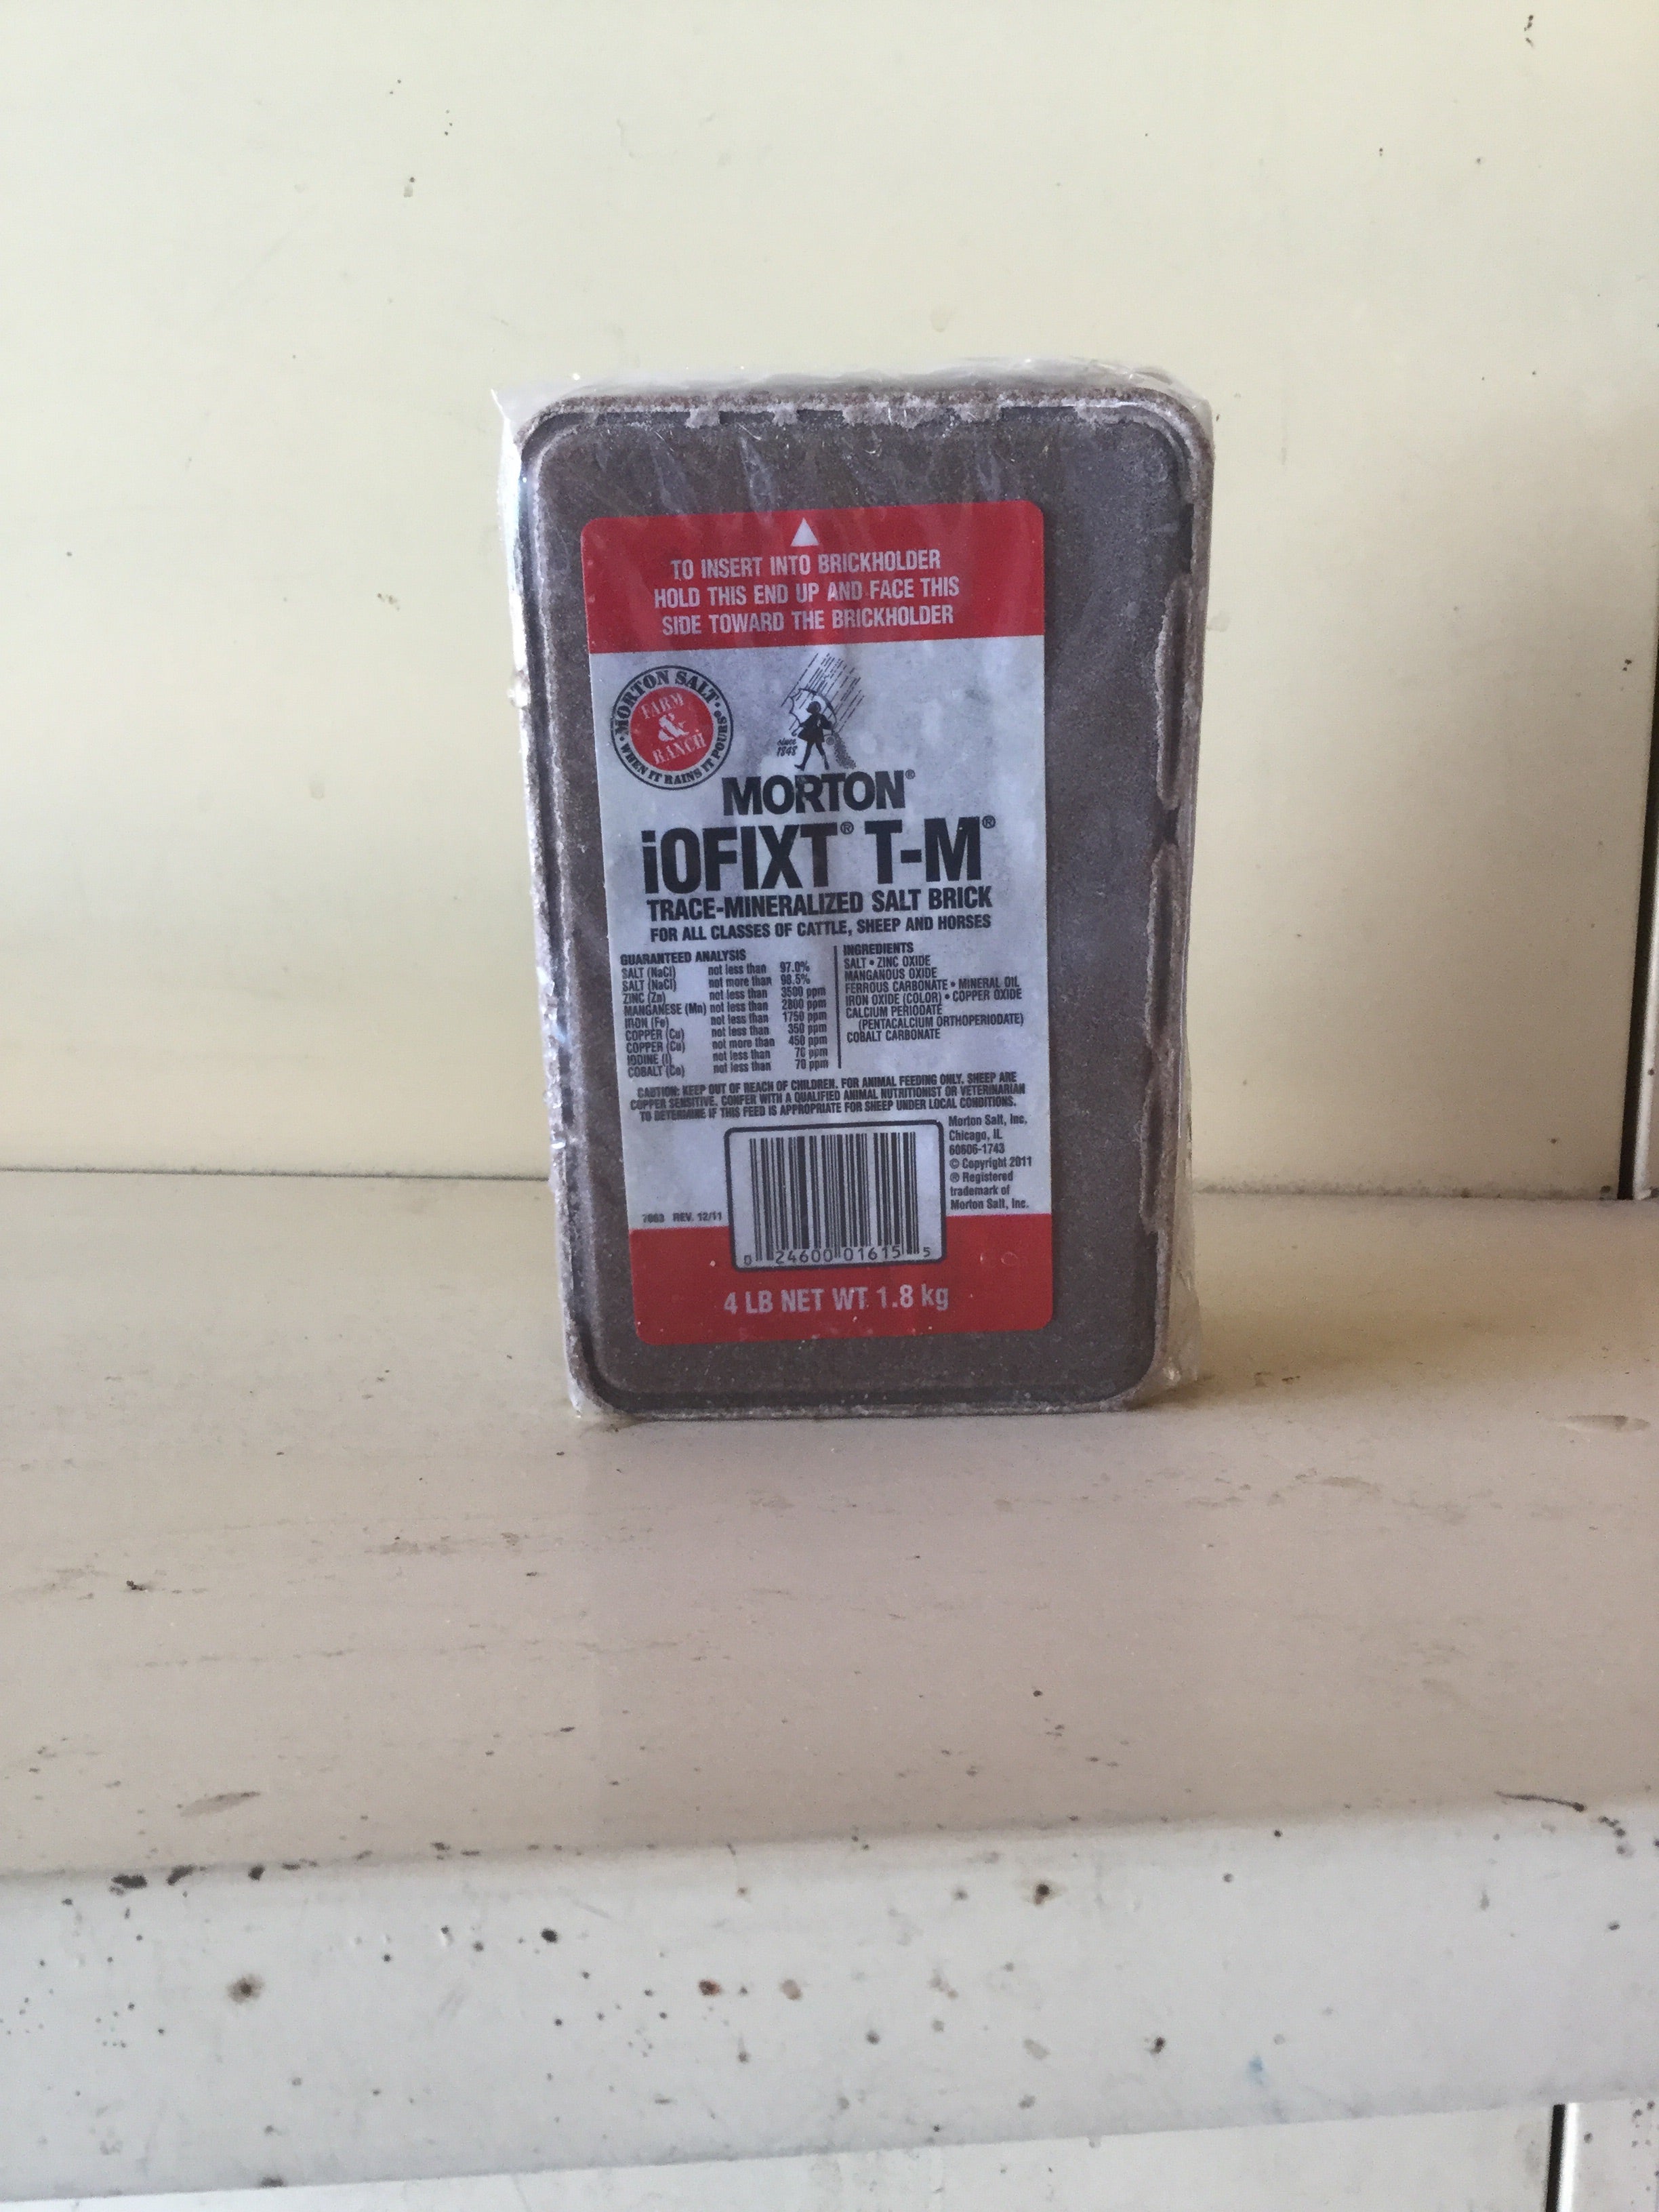 TO INSERT INTO BRICKHOLDER
HOLD THIS END UP AND FACE THIS
SIDE TOWARD THE BRICKHOLDER
MORTON SALT
FARM
&
RANCH
WHEN IT RAINS IT POURS®
since
1848
MORTON®
iOFIXT® T-M®
TRACE-MINERALIZED SALT BRICK
FOR ALL CLASSES OF CATTLE, SHEEP AND HORSES
GUARANTEED ANALYSIS
SALT (NaCl) not less than 97.0%
SALT (NaCl) not more than 98.5%
ZINC (Zn) not less than 3500 ppm
MANGANESE (Mn) not less than 2800 ppm
IRON (Fe) not less than 1750 ppm
COPPER (Cu) not less than 350 ppm
COPPER (Cu) not more than 450 ppm
IODINE (I) not less than 70 ppm
COBALT (Co) not less than 70 ppm
INGREDIENTS
SALT • ZINC OXIDE
MANGANOUS OXIDE
FERROUS CARBONATE • MINERAL OIL
IRON OXIDE (COLOR) • COPPER OXIDE
CALCIUM PERIODATE
(PENTACALCIUM ORTHOPERIODATE)
COBALT CARBONATE
CAUTION: KEEP OUT OF REACH OF CHILDREN. FOR ANIMAL FEEDING ONLY. SHEEP ARE
COPPER SENSITIVE. CONFER WITH A QUALIFIED ANIMAL NUTRITIONIST OR VETERINARIAN
TO DETERMINE IF THIS FEED IS APPROPRIATE FOR SHEEP UNDER LOCAL CONDITIONS.
Morton Salt, Inc.
Chicago, IL
60606-1743
© Copyright 2011
® Registered
trademark of
Morton Salt, Inc.
7063 REV. 12/11
0 24600 01615 5
4 LB NET WT 1.8 kg